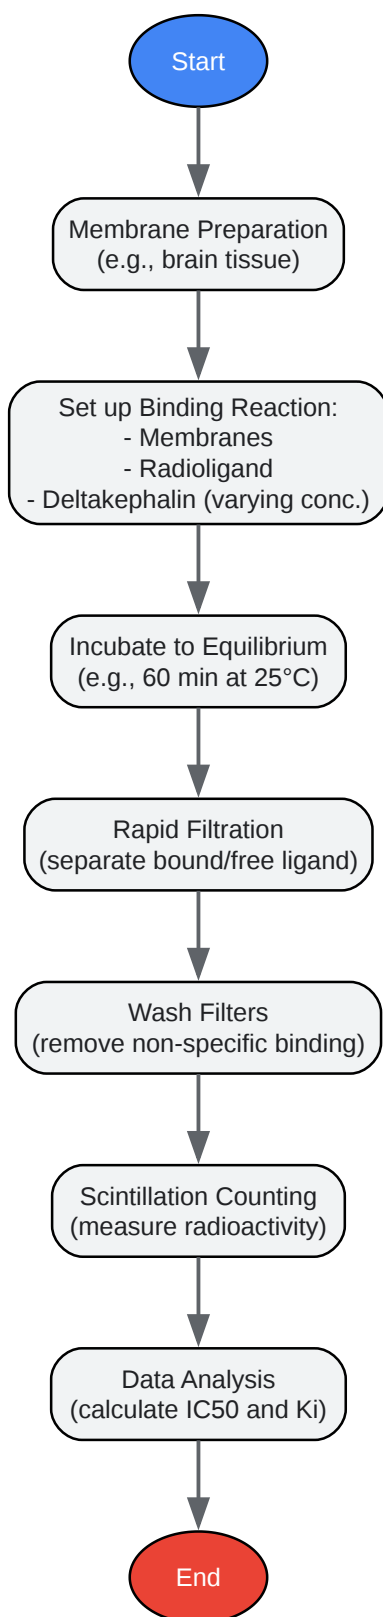 Start
Membrane Preparation
(e.g., brain tissue)
Set up Binding Reaction:
- Membranes
- Radioligand
- Deltakephalin (varying conc.)
Incubate to Equilibrium
(e.g., 60 min at 25°C)
Rapid Filtration
(separate bound/free ligand)
Wash Filters
(remove non-specific binding)
Scintillation Counting
(measure radioactivity)
Data Analysis
(calculate IC50 and Ki)
End